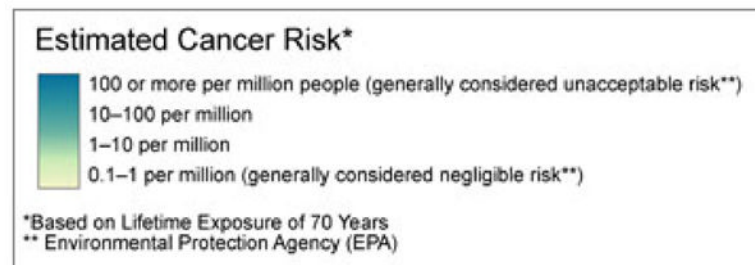 Estimated Cancer Risk*
100 or more per million people (generally considered unacceptable risk**)
10–100 per million
1–10 per million
0.1–1 per million (generally considered negligible risk**)
*Based on Lifetime Exposure of 70 Years
** Environmental Protection Agency (EPA)